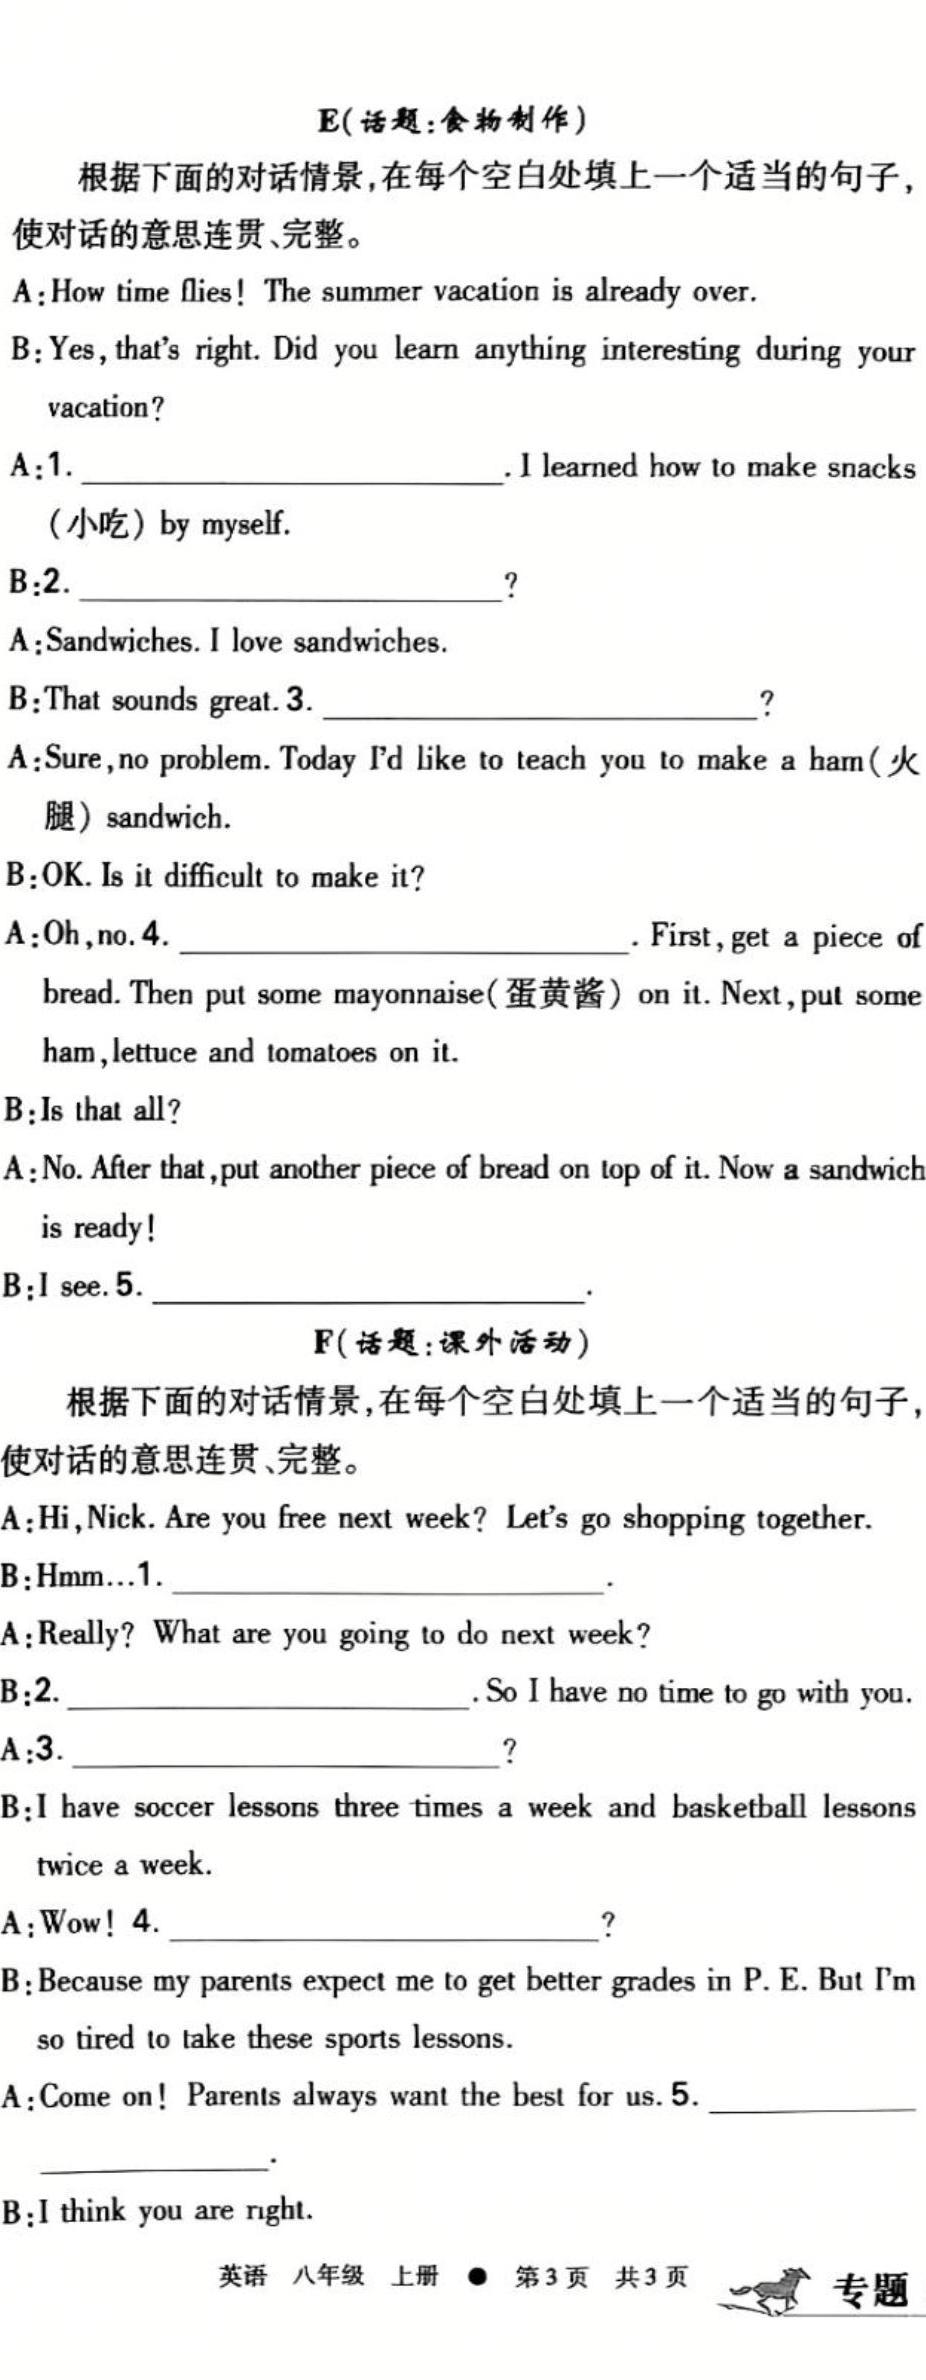 E(话题:食物制作)
根据下面的对话情景,在每个空白处填上一个适当的句子,
使对话的意思连贯、完整。
A:How time flies! The summer vacation is already over.
B:Yes,that's right. Did you learn anything interesting during your
vacation?
A:1. ____________. I learned how to make snacks
(小吃) by myself.
B:2. ____________?
A:Sandwiches. I love sandwiches.
B:That sounds great. 3. ____________?
A:Sure,no problem. Today I'd like to teach you to make a ham(火
腿) sandwich.
B:OK. Is it difficult to make it?
A:Oh,no. 4. ____________. First,get a piece of
bread. Then put some mayonnaise(蛋黄酱) on it. Next,put some
ham,lettuce and tomatoes on it.
B:Is that all?
A:No. After that,put another piece of bread on top of it. Now a sandwich
is ready!
B:I see. 5. ____________.
F(话题:课外活动)
根据下面的对话情景,在每个空白处填上一个适当的句子,
使对话的意思连贯、完整。
A:Hi,Nick. Are you free next week? Let's go shopping together.
B:Hmm…1. ____________.
A:Really? What are you going to do next week?
B:2. ____________. So I have no time to go with you.
A:3. ____________?
B:I have soccer lessons three times a week and basketball lessons
twice a week.
A:Wow! 4. ____________?
B:Because my parents expect me to get better grades in P. E. But I'm
so tired to take these sports lessons.
A:Come on! Parents always want the best for us. 5. ______
______.
B:I think you are right.
英语 八年级 上册 ● 第3页 共3页
专题